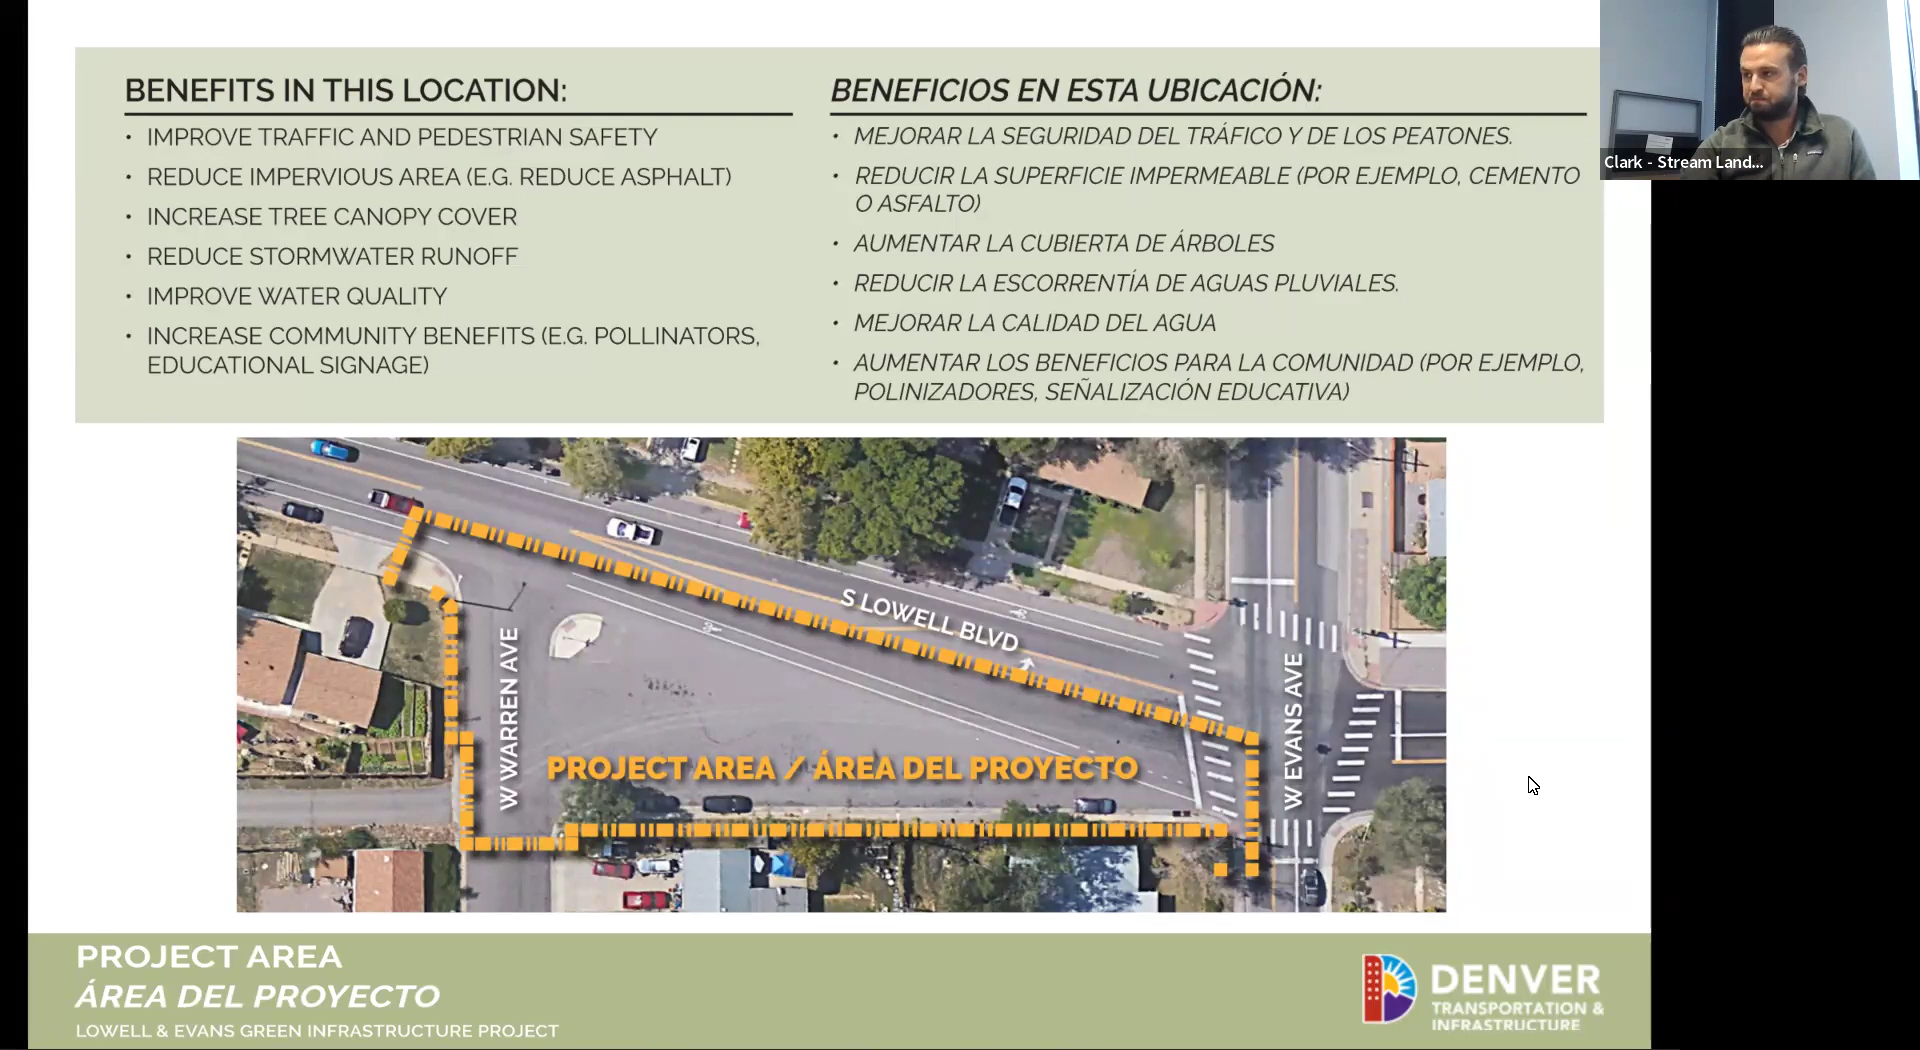 BENEFITS IN THIS LOCATION:
• IMPROVE TRAFFIC AND PEDESTRIAN SAFETY
• REDUCE IMPERVIOUS AREA (E.G. REDUCE ASPHALT)
• INCREASE TREE CANOPY COVER
• REDUCE STORMWATER RUNOFF
• IMPROVE WATER QUALITY
• INCREASE COMMUNITY BENEFITS (E.G. POLLINATORS,
EDUCATIONAL SIGNAGE)
BENEFICIOS EN ESTA UBICACIÓN:
• MEJORAR LA SEGURIDAD DEL TRÁFICO Y DE LOS PEATONES.
• REDUCIR LA SUPERFICIE IMPERMEABLE (POR EJEMPLO, CEMENTO
O ASFALTO)
• AUMENTAR LA CUBIERTA DE ÁRBOLES
• REDUCIR LA ESCORRENTÍA DE AGUAS PLUVIALES.
• MEJORAR LA CALIDAD DEL AGUA
• AUMENTAR LOS BENEFICIOS PARA LA COMUNIDAD (POR EJEMPLO,
POLINIZADORES, SEÑALIZACIÓN EDUCATIVA)
Clark - Stream Land...
S LOWELL BLVD
W WARREN AVE
W EVANS AVE
PROJECT AREA / ÁREA DEL PROYECTO
PROJECT AREA
ÁREA DEL PROYECTO
LOWELL & EVANS GREEN INFRASTRUCTURE PROJECT
DENVER
TRANSPORTATION &
INFRASTRUCTURE